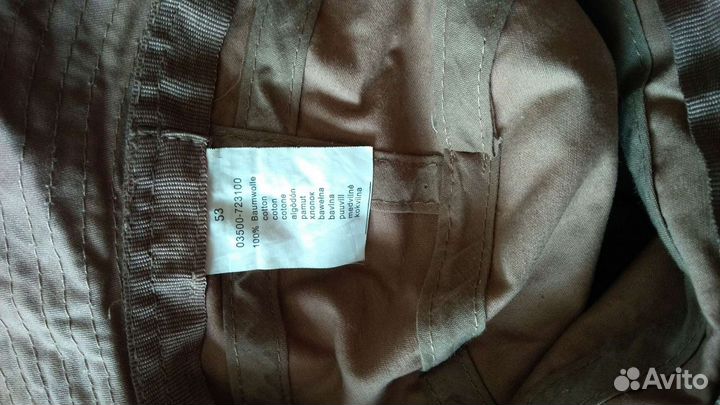 53
03500-723100
100% Baumwolle
cotton
coton
cotone
algodón
pamut
хлопок
bawełna
bavlna
puuvill
medvilnė
kokvilna
Avito